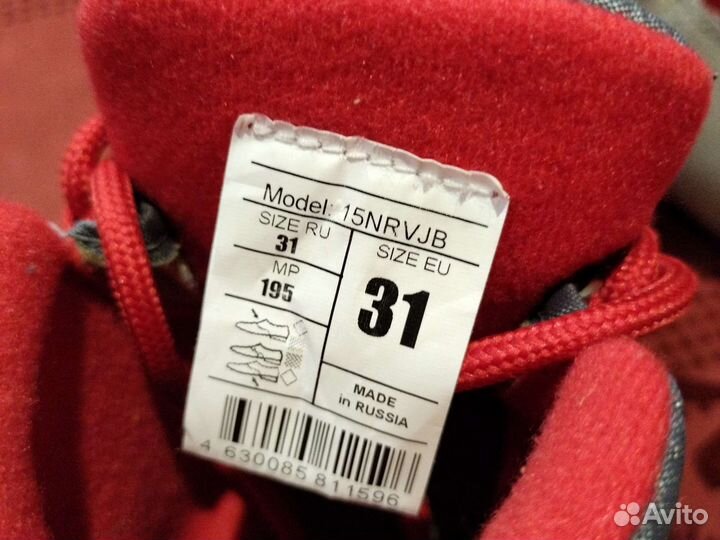 Model: 15NRVJB
SIZE RU
31
MP
195
SIZE EU
31
MADE
in RUSSIA
4 630085 811596
Avito